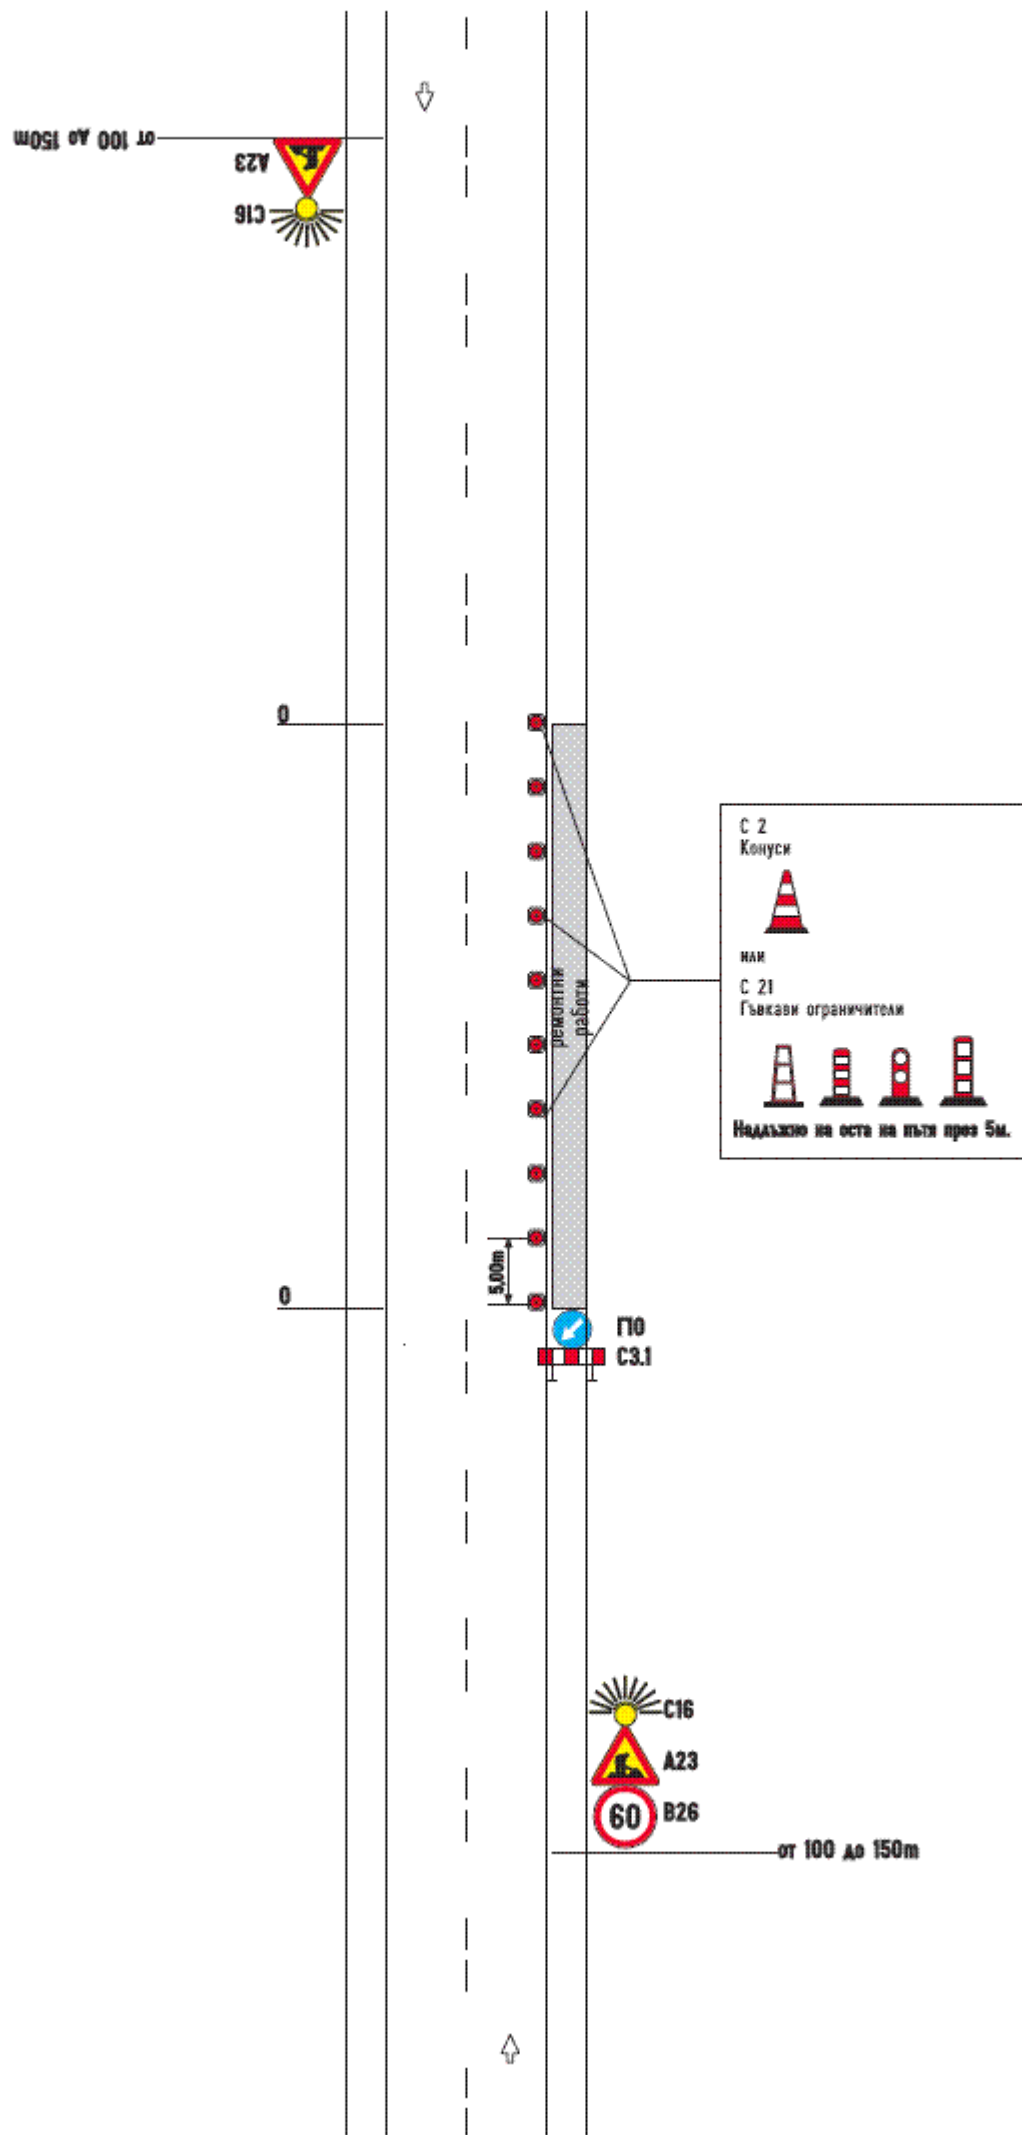 от 100 до 150m
A23
C16
0
C 2
Конуси
или
C 21
Гъвкави ограничители
Надлъжно на оста на пътя през 5м.
ремонтни
работи
5,00m
0
Г10
C3.1
C16
A23
60
B26
от 100 до 150m